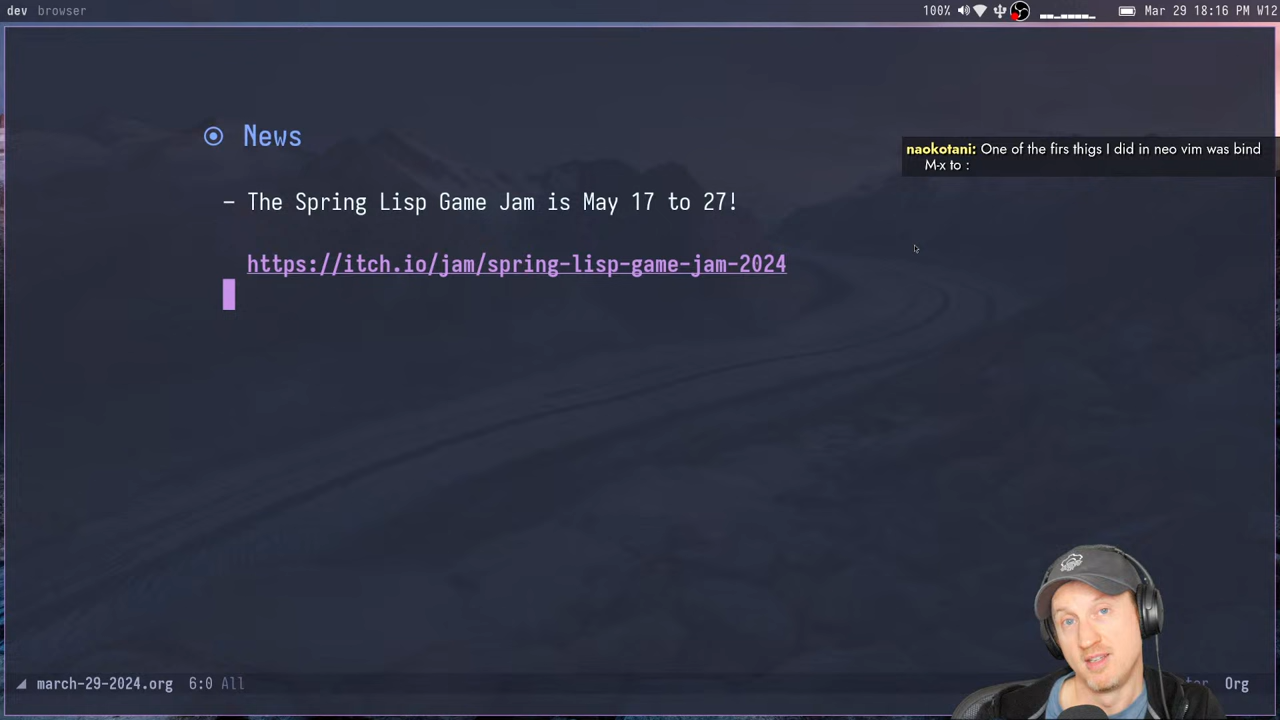 dev browser
100% Mar 29 18:16 PM W12
News
naokotani: One of the firs thigs I did in neo vim was bind
M-x to :
– The Spring Lisp Game Jam is May 17 to 27!
https://itch.io/jam/spring-lisp-game-jam-2024
march-29-2024.org 6:0 All Org